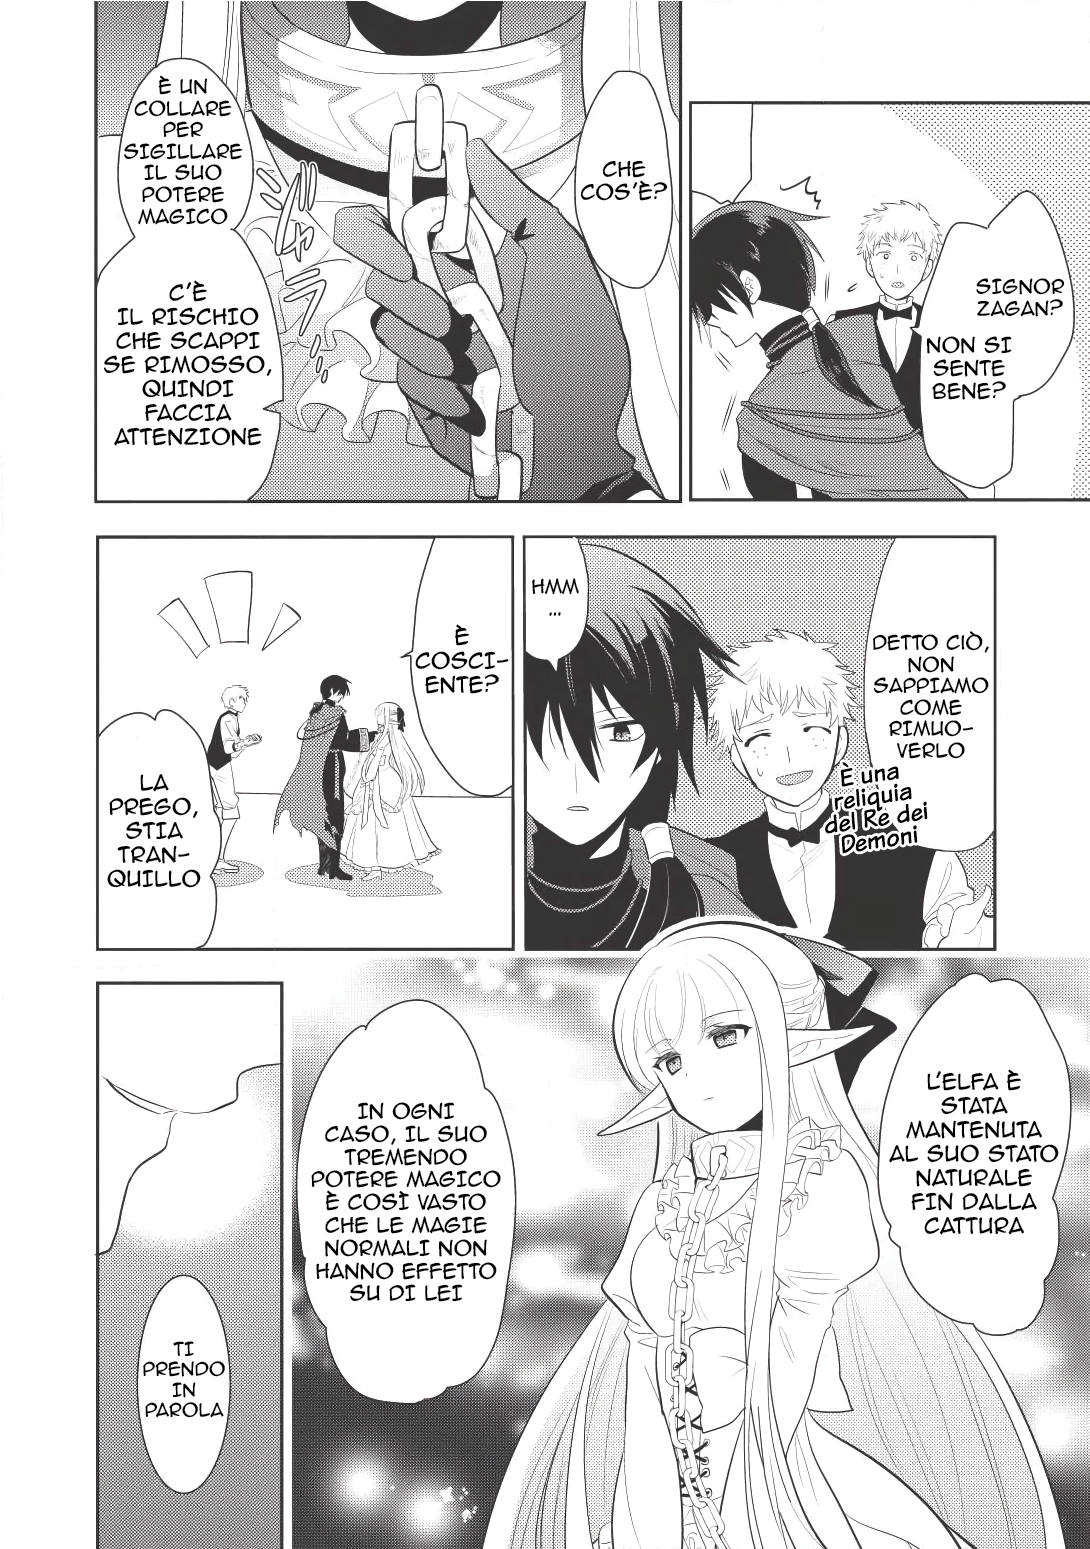 SIGNOR
ZAGAN?
NON SI
SENTE
BENE?
CHE
COS'È?
È UN
COLLARE
PER
SIGILLARE
IL SUO
POTERE
MAGICO
C'È
IL RISCHIO
CHE SCAPPI
SE RIMOSSO,
QUINDI
FACCIA
ATTENZIONE
ジャラ
DETTO CIÒ,
NON
SAPPIAMO
COME
RIMUO-
VERLO
È una
reliquia
del Re dei
Demoni
HMM
...
È
COSCI-
ENTE?
LA
PREGO,
STIA
TRAN-
QUILLO
L'ELFA È
STATA
MANTENUTA
AL SUO STATO
NATURALE
FIN DALLA
CATTURA
IN OGNI
CASO, IL SUO
TREMENDO
POTERE MAGICO
È COSÌ VASTO
CHE LE MAGIE
NORMALI NON
HANNO EFFETTO
SU DI LEI
TI
PRENDO
IN
PAROLA